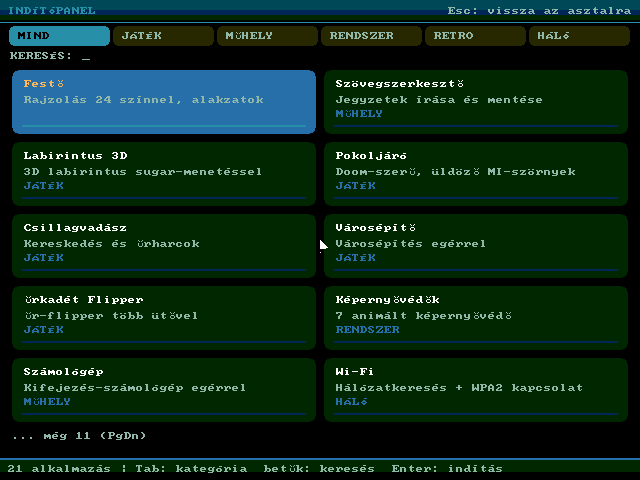 INDÍTÓPANEL Esc: vissza az asztalra
MIND JÁTÉK MŰHELY RENDSZER RETRO HÁLÓ
KERESÉS: _
Festő Szövegszerkesztő
Rajzolás 24 színnel, alakzatok Jegyzetek írása és mentése
MŰHELY
Labirintus 3D Pokoljáró
3D labirintus sugar-menetéssel Doom-szerű, üldöző MI-szörnyek
JÁTÉK JÁTÉK
Csillagvadász Városépítő
Kereskedés és űrharcok Városépítés egérrel
JÁTÉK JÁTÉK
Űrkadét Flipper Képernyővédők
Űr-flipper több ütővel 7 animált képernyővédő
JÁTÉK RENDSZER
Számológép Wi-Fi
Kifejezés-számológép egérrel Hálózatkeresés + WPA2 kapcsolat
MŰHELY HÁLÓ
... még 11 (PgDn)
21 alkalmazás | Tab: kategória betűk: keresés Enter: indítás